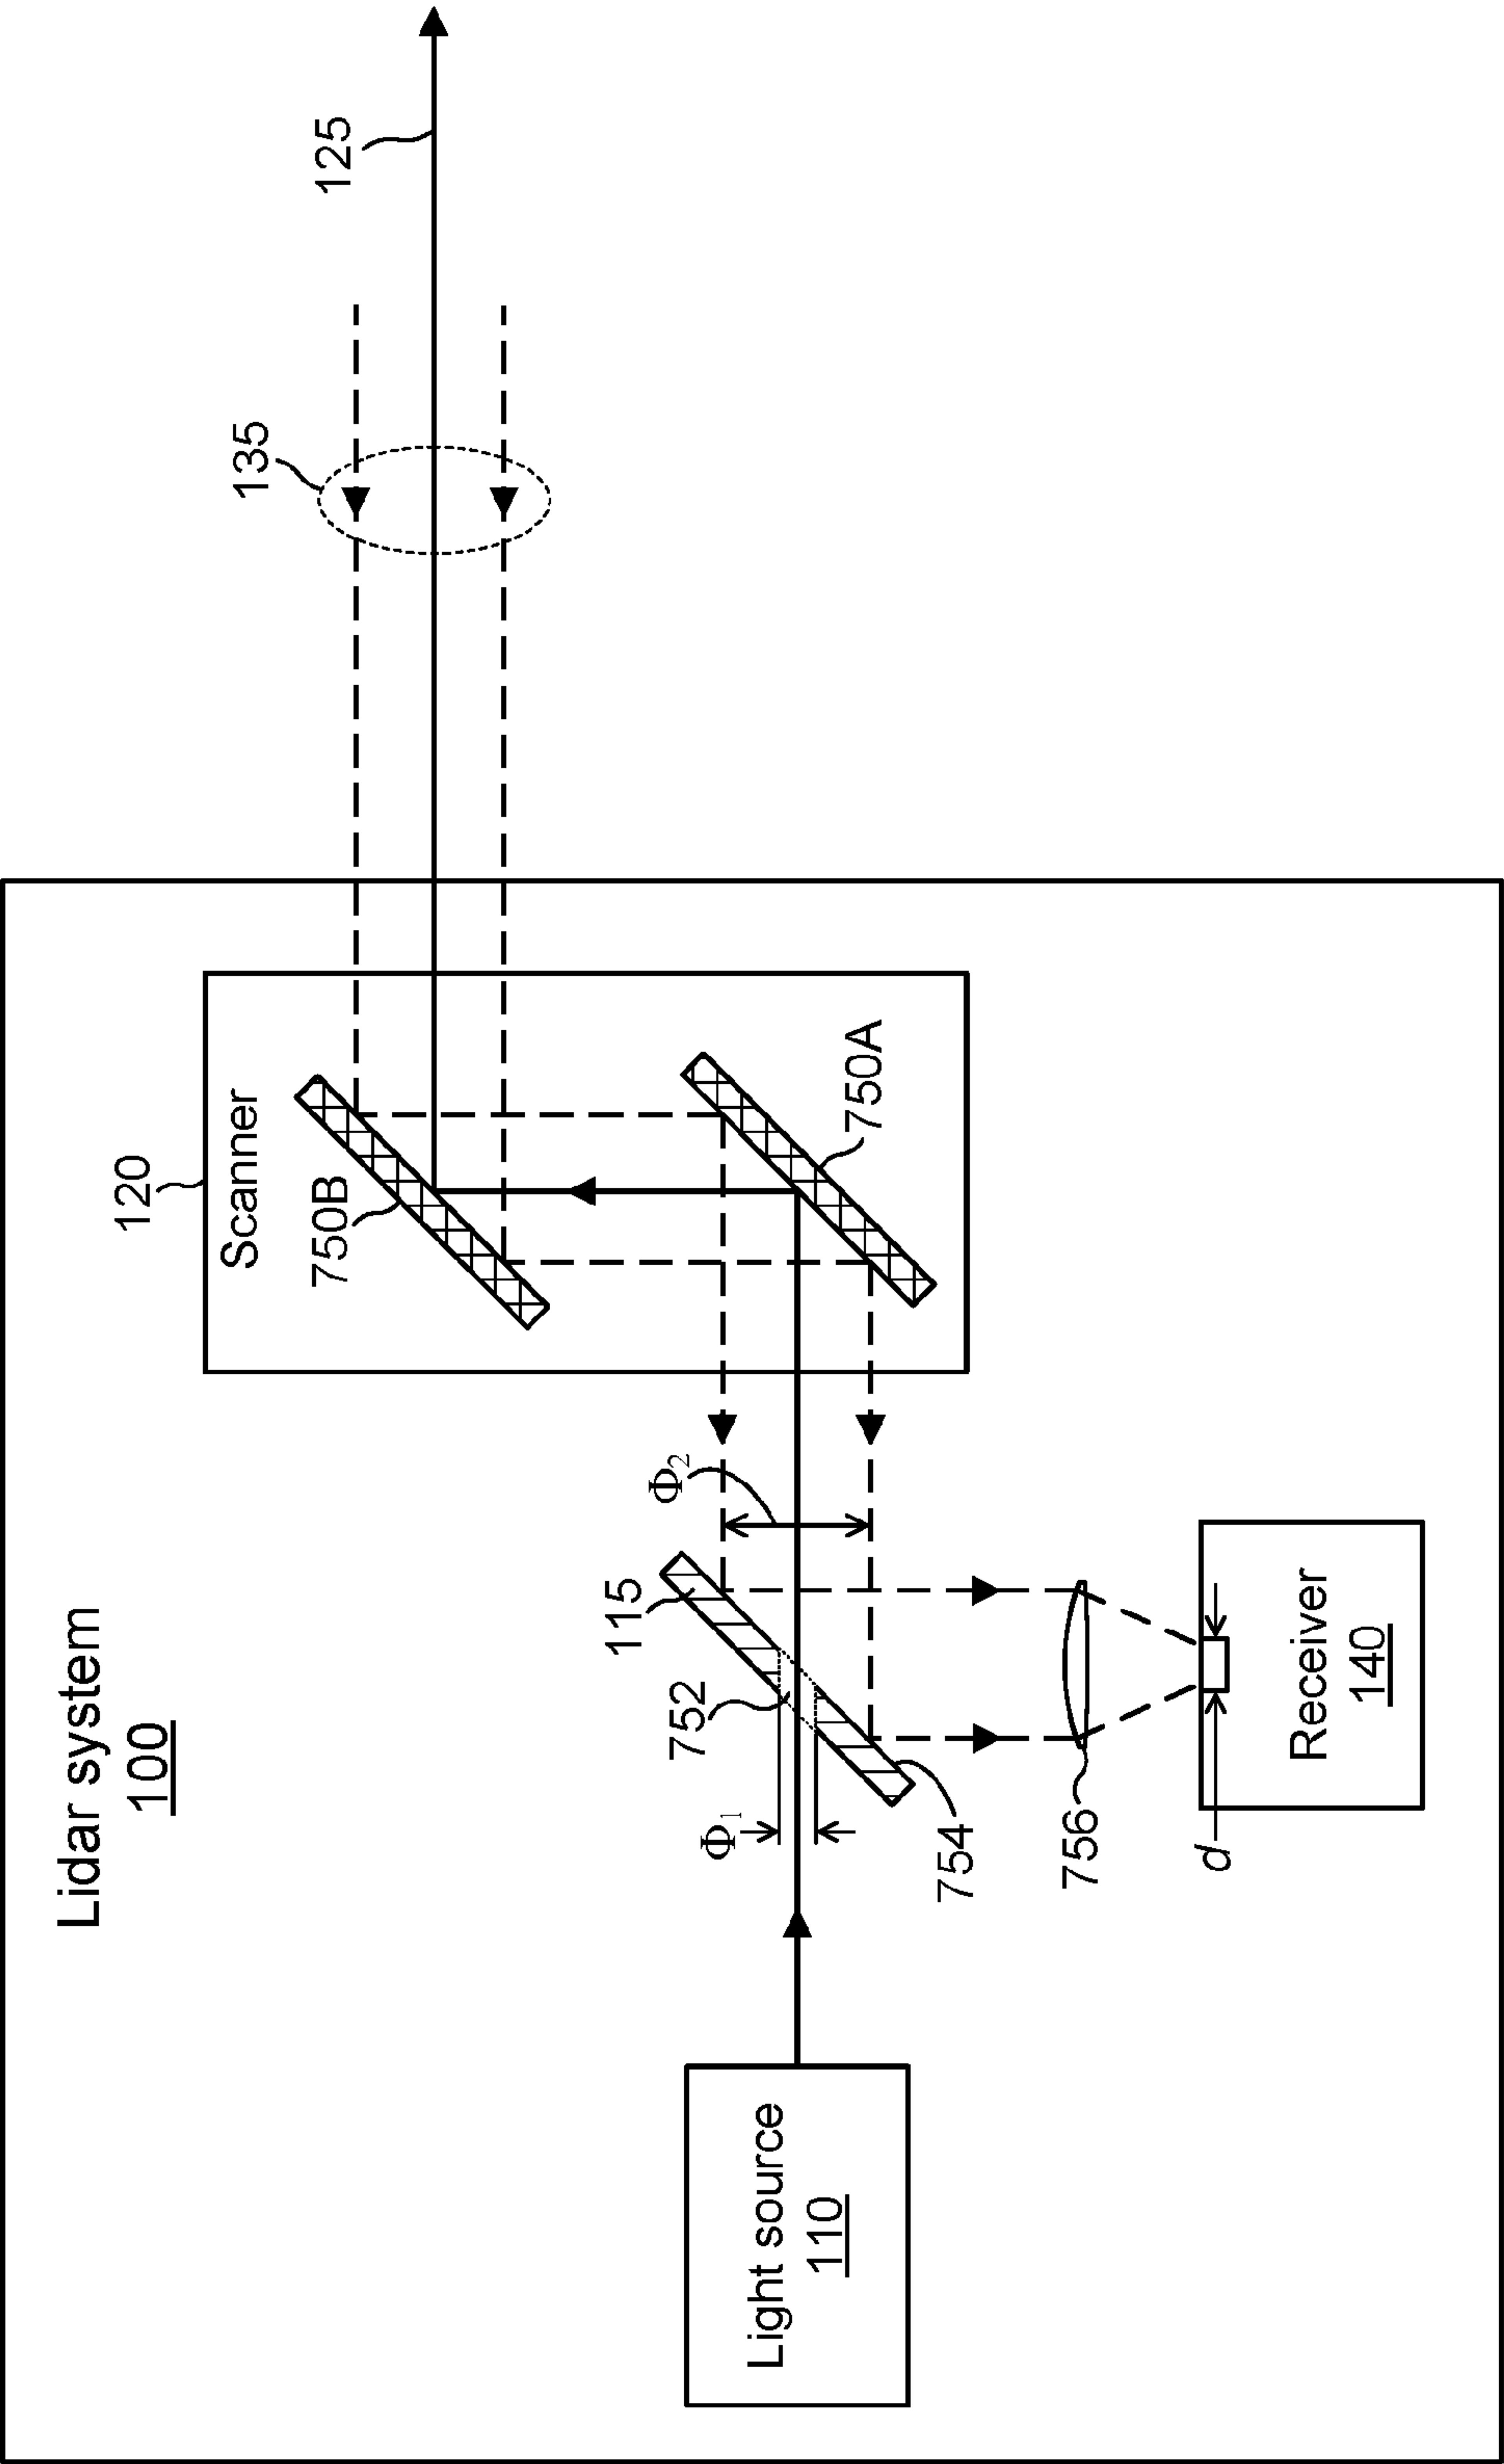 Lidar system
100
120
Scanner
135
125
750B
750A
115
Φ2
752
Φ1
754
Light source
110
756
d
Receiver
140